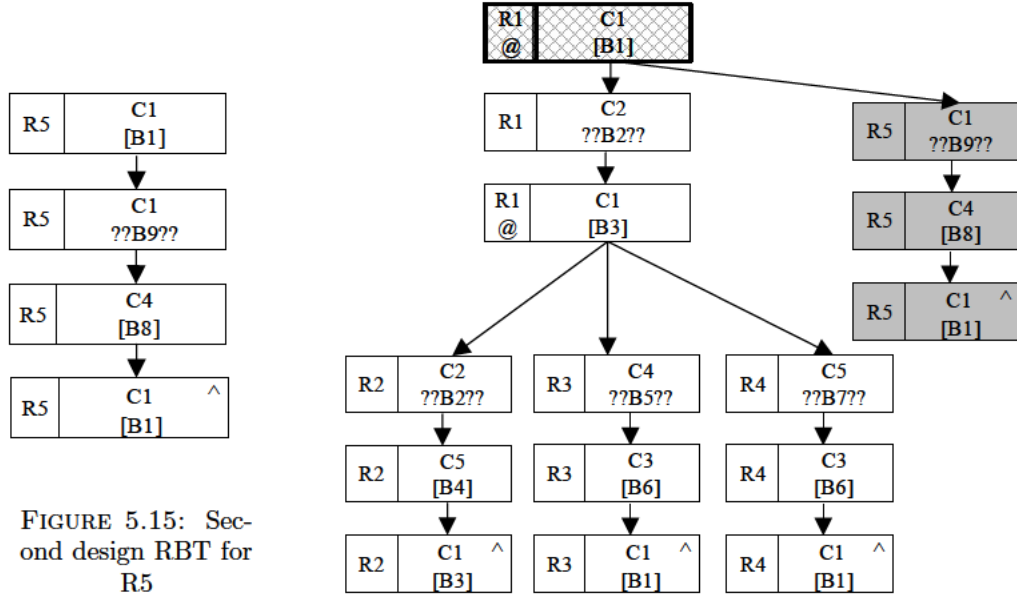 R5
C1
[B1]
R5
C1
??B9??
R5
C4
[B8]
R5
C1
^
[B1]
FIGURE 5.15: Sec-
ond design RBT for
R5
R1
@
C1
[B1]
R1
C2
??B2??
R1
@
C1
[B3]
R2
C2
??B2??
R2
C5
[B4]
R2
C1
^
[B3]
R3
C4
??B5??
R3
C3
[B6]
R3
C1
^
[B1]
R4
C5
??B7??
R4
C3
[B6]
R4
C1
^
[B1]
R5
C1
??B9??
R5
C4
[B8]
R5
C1
^
[B1]